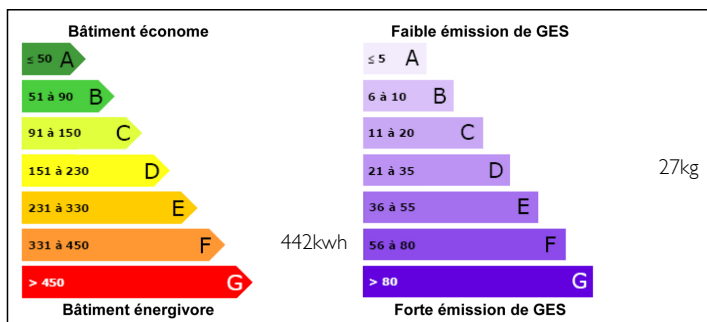 Bâtiment économe
≤ 50 A
51 à 90 B
91 à 150 C
151 à 230 D
231 à 330 E
331 à 450 F
442kwh
> 450 G
Bâtiment énergivore
Faible émission de GES
≤ 5 A
6 à 10 B
11 à 20 C
21 à 35 D
27kg
36 à 55 E
56 à 80 F
> 80 G
Forte émission de GES